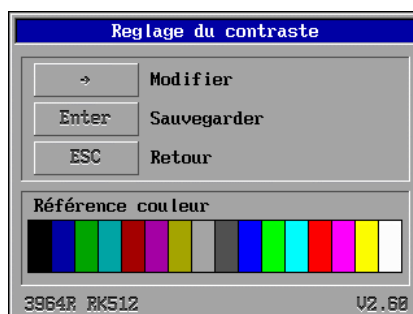 Reglage du contraste
→ Modifier
Enter Sauvegarder
ESC Retour
Référence couleur
3964R RK512 V2.60